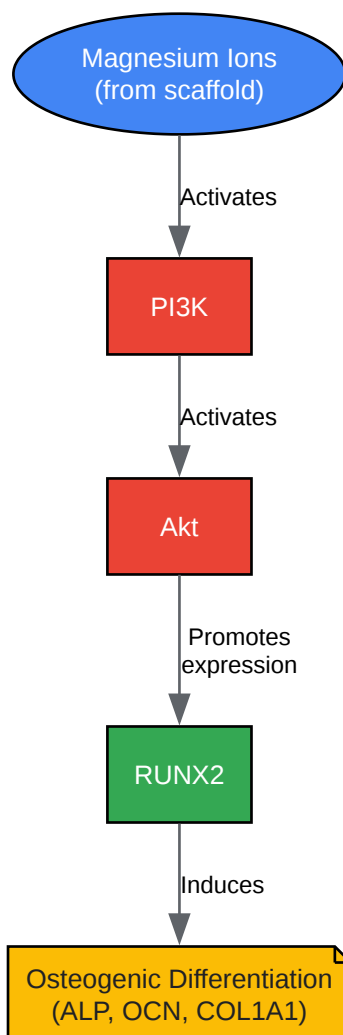 Magnesium Ions
(from scaffold)
Activates
PI3K
Activates
Akt
Promotes
expression
RUNX2
Induces
Osteogenic Differentiation
(ALP, OCN, COL1A1)